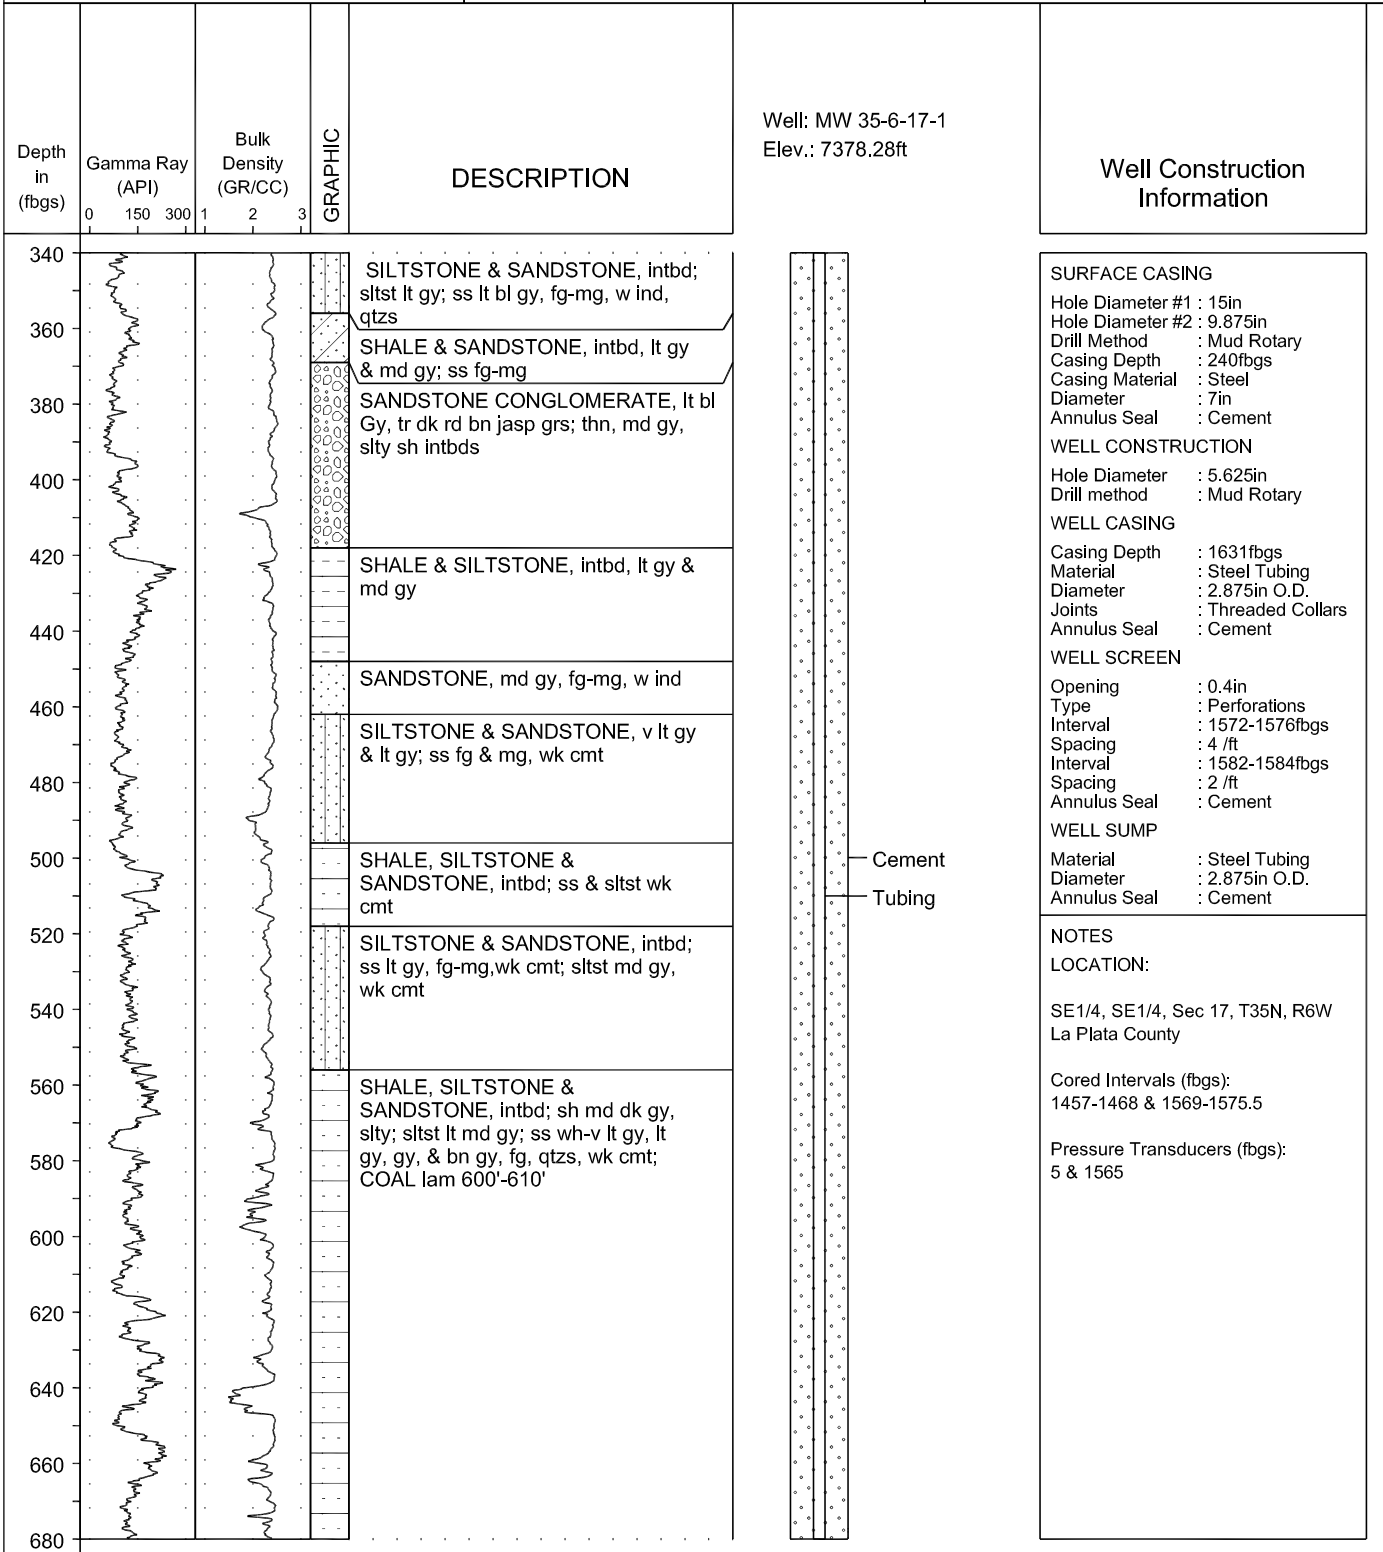 Depth
in
(fbgs)
Gamma Ray
(API)
0 150 300
Bulk
Density
(GR/CC)
1 2 3
GRAPHIC
DESCRIPTION
Well: MW 35-6-17-1
Elev.: 7378.28ft
Well Construction
Information
340
360
380
400
420
440
460
480
500
520
540
560
580
600
620
640
660
680
SILTSTONE & SANDSTONE, intbd;
sltst lt gy; ss lt bl gy, fg-mg, w ind,
qtzs
SHALE & SANDSTONE, intbd, lt gy
& md gy; ss fg-mg
SANDSTONE CONGLOMERATE, lt bl
Gy, tr dk rd bn jasp grs; thn, md gy,
slty sh intbds
SHALE & SILTSTONE, intbd, lt gy &
md gy
SANDSTONE, md gy, fg-mg, w ind
SILTSTONE & SANDSTONE, v lt gy
& lt gy; ss fg & mg, wk cmt
SHALE, SILTSTONE &
SANDSTONE, intbd; ss & sltst wk
cmt
SILTSTONE & SANDSTONE, intbd;
ss lt gy, fg-mg,wk cmt; sltst md gy,
wk cmt
SHALE, SILTSTONE &
SANDSTONE, intbd; sh md dk gy,
slty; sltst lt md gy; ss wh-v lt gy, lt
gy, gy, & bn gy, fg, qtzs, wk cmt;
COAL lam 600'-610'
Cement
Tubing
SURFACE CASING
Hole Diameter #1 : 15in
Hole Diameter #2 : 9.875in
Drill Method : Mud Rotary
Casing Depth : 240fbgs
Casing Material : Steel
Diameter : 7in
Annulus Seal : Cement
WELL CONSTRUCTION
Hole Diameter : 5.625in
Drill method : Mud Rotary
WELL CASING
Casing Depth : 1631fbgs
Material : Steel Tubing
Diameter : 2.875in O.D.
Joints : Threaded Collars
Annulus Seal : Cement
WELL SCREEN
Opening : 0.4in
Type : Perforations
Interval : 1572-1576fbgs
Spacing : 4 /ft
Interval : 1582-1584fbgs
Spacing : 2 /ft
Annulus Seal : Cement
WELL SUMP
Material : Steel Tubing
Diameter : 2.875in O.D.
Annulus Seal : Cement
NOTES
LOCATION:
SE1/4, SE1/4, Sec 17, T35N, R6W
La Plata County
Cored Intervals (fbgs):
1457-1468 & 1569-1575.5
Pressure Transducers (fbgs):
5 & 1565